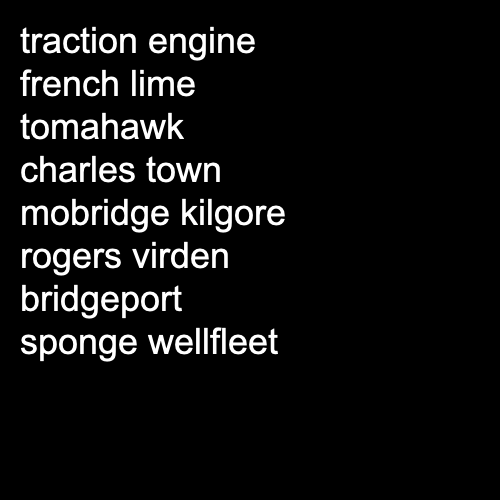 traction engine
french lime
tomahawk
charles town
mobridge kilgore
rogers virden
bridgeport
sponge wellfleet